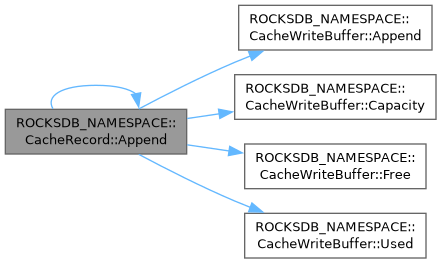 ROCKSDB_NAMESPACE::
CacheRecord::Append
ROCKSDB_NAMESPACE::
CacheWriteBuffer::Append
ROCKSDB_NAMESPACE::
CacheWriteBuffer::Capacity
ROCKSDB_NAMESPACE::
CacheWriteBuffer::Free
ROCKSDB_NAMESPACE::
CacheWriteBuffer::Used